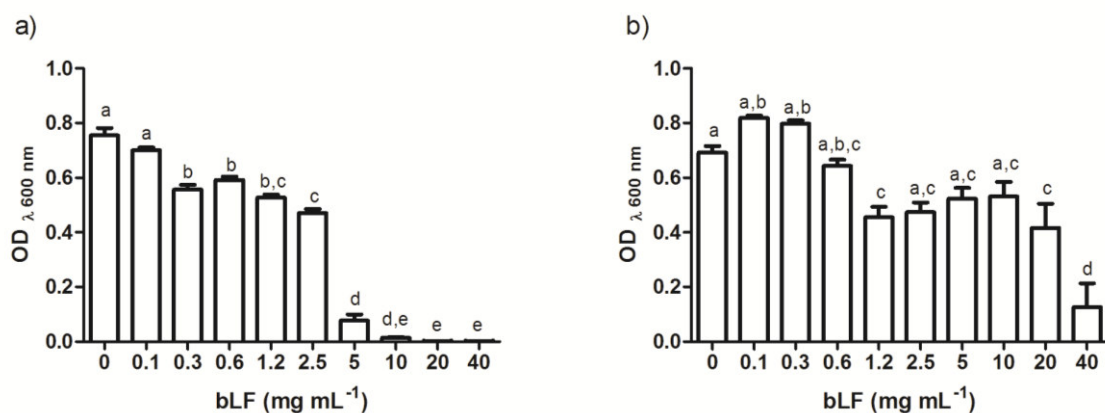 a)
1.0
0.8
0.6
0.4
0.2
0.0
OD λ 600 nm
a a b b b,c c d d,e e e
0 0.1 0.3 0.6 1.2 2.5 5 10 20 40
bLF (mg mL⁻¹)
b)
1.0
0.8
0.6
0.4
0.2
0.0
OD λ 600 nm
a a,b a,b a,b,c c a,c a,c a,c c d
0 0.1 0.3 0.6 1.2 2.5 5 10 20 40
bLF (mg mL⁻¹)